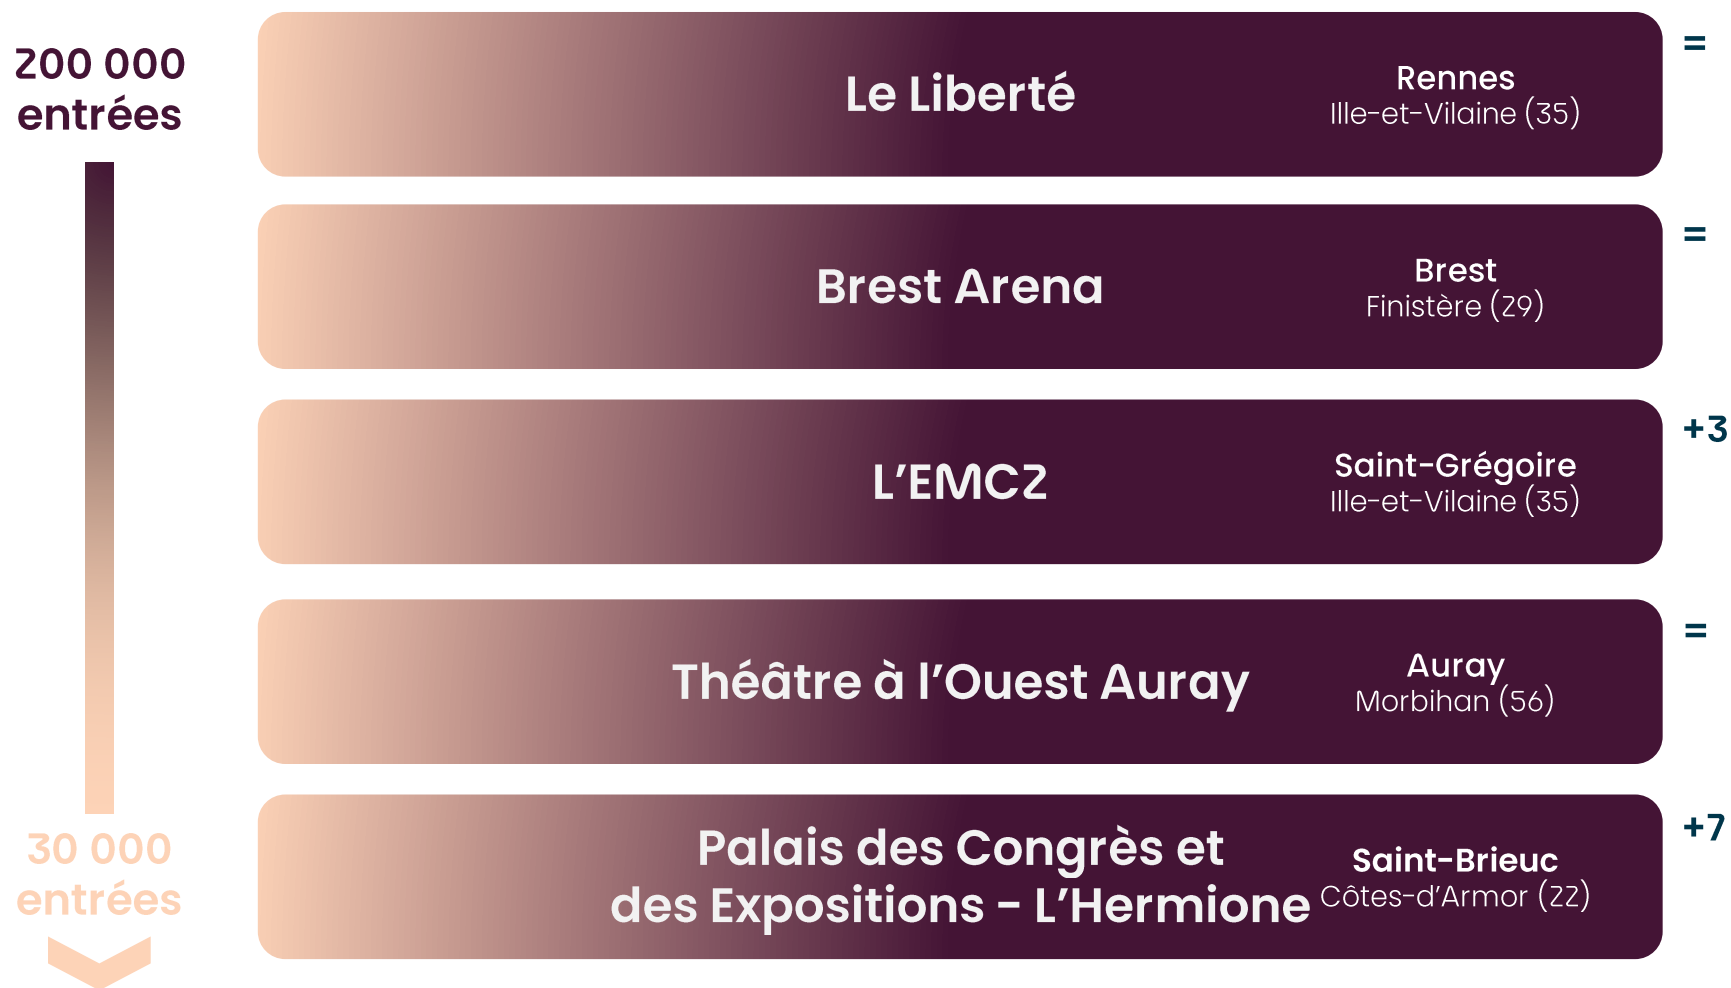 200 000
entrées
Le Liberté
Rennes
Ille-et-Vilaine (35)
=
Brest Arena
Brest
Finistère (29)
=
L'EMC2
Saint-Grégoire
Ille-et-Vilaine (35)
+3
Théâtre à l'Ouest Auray
Auray
Morbihan (56)
=
Palais des Congrès et
des Expositions - L'Hermione
Saint-Brieuc
Côtes-d'Armor (22)
+7
30 000
entrées